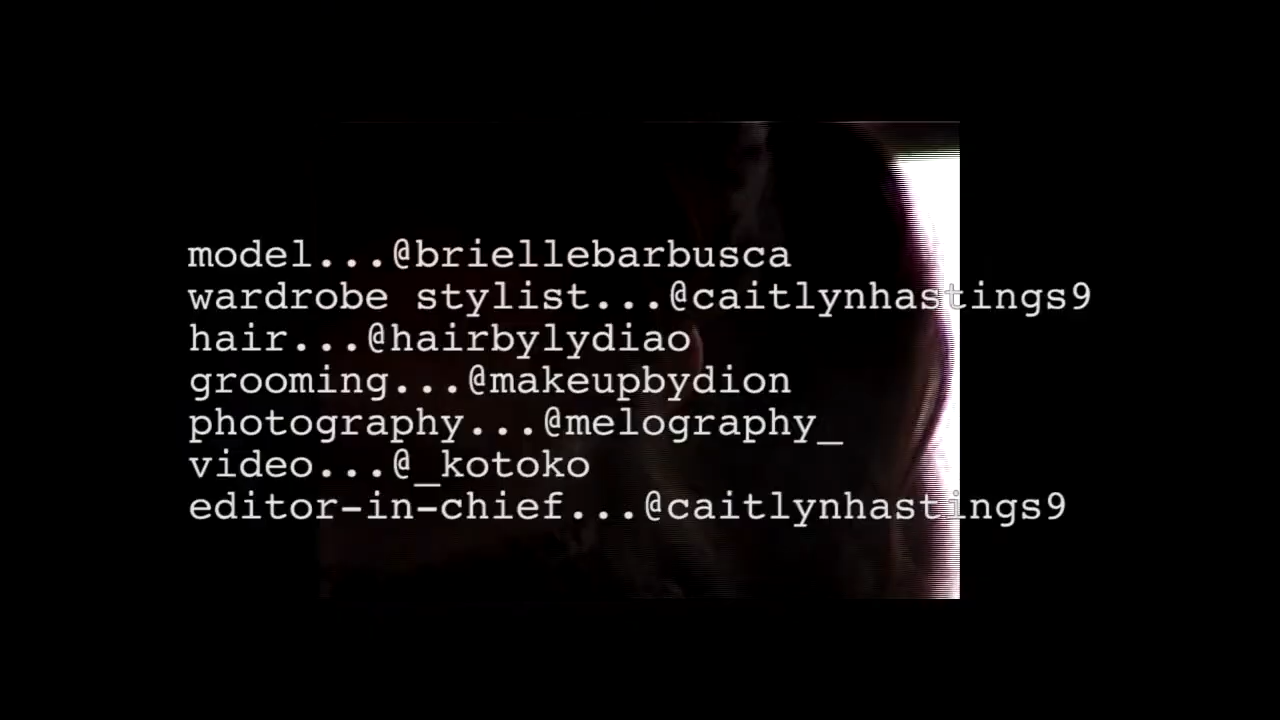 model...@briellebarbusca
wardrobe stylist...@caitlynhastings9
hair...@hairbylydiao
grooming...@makeupbydion
photography...@melography_
video...@_kotoko
editor-in-chief...@caitlynhastings9